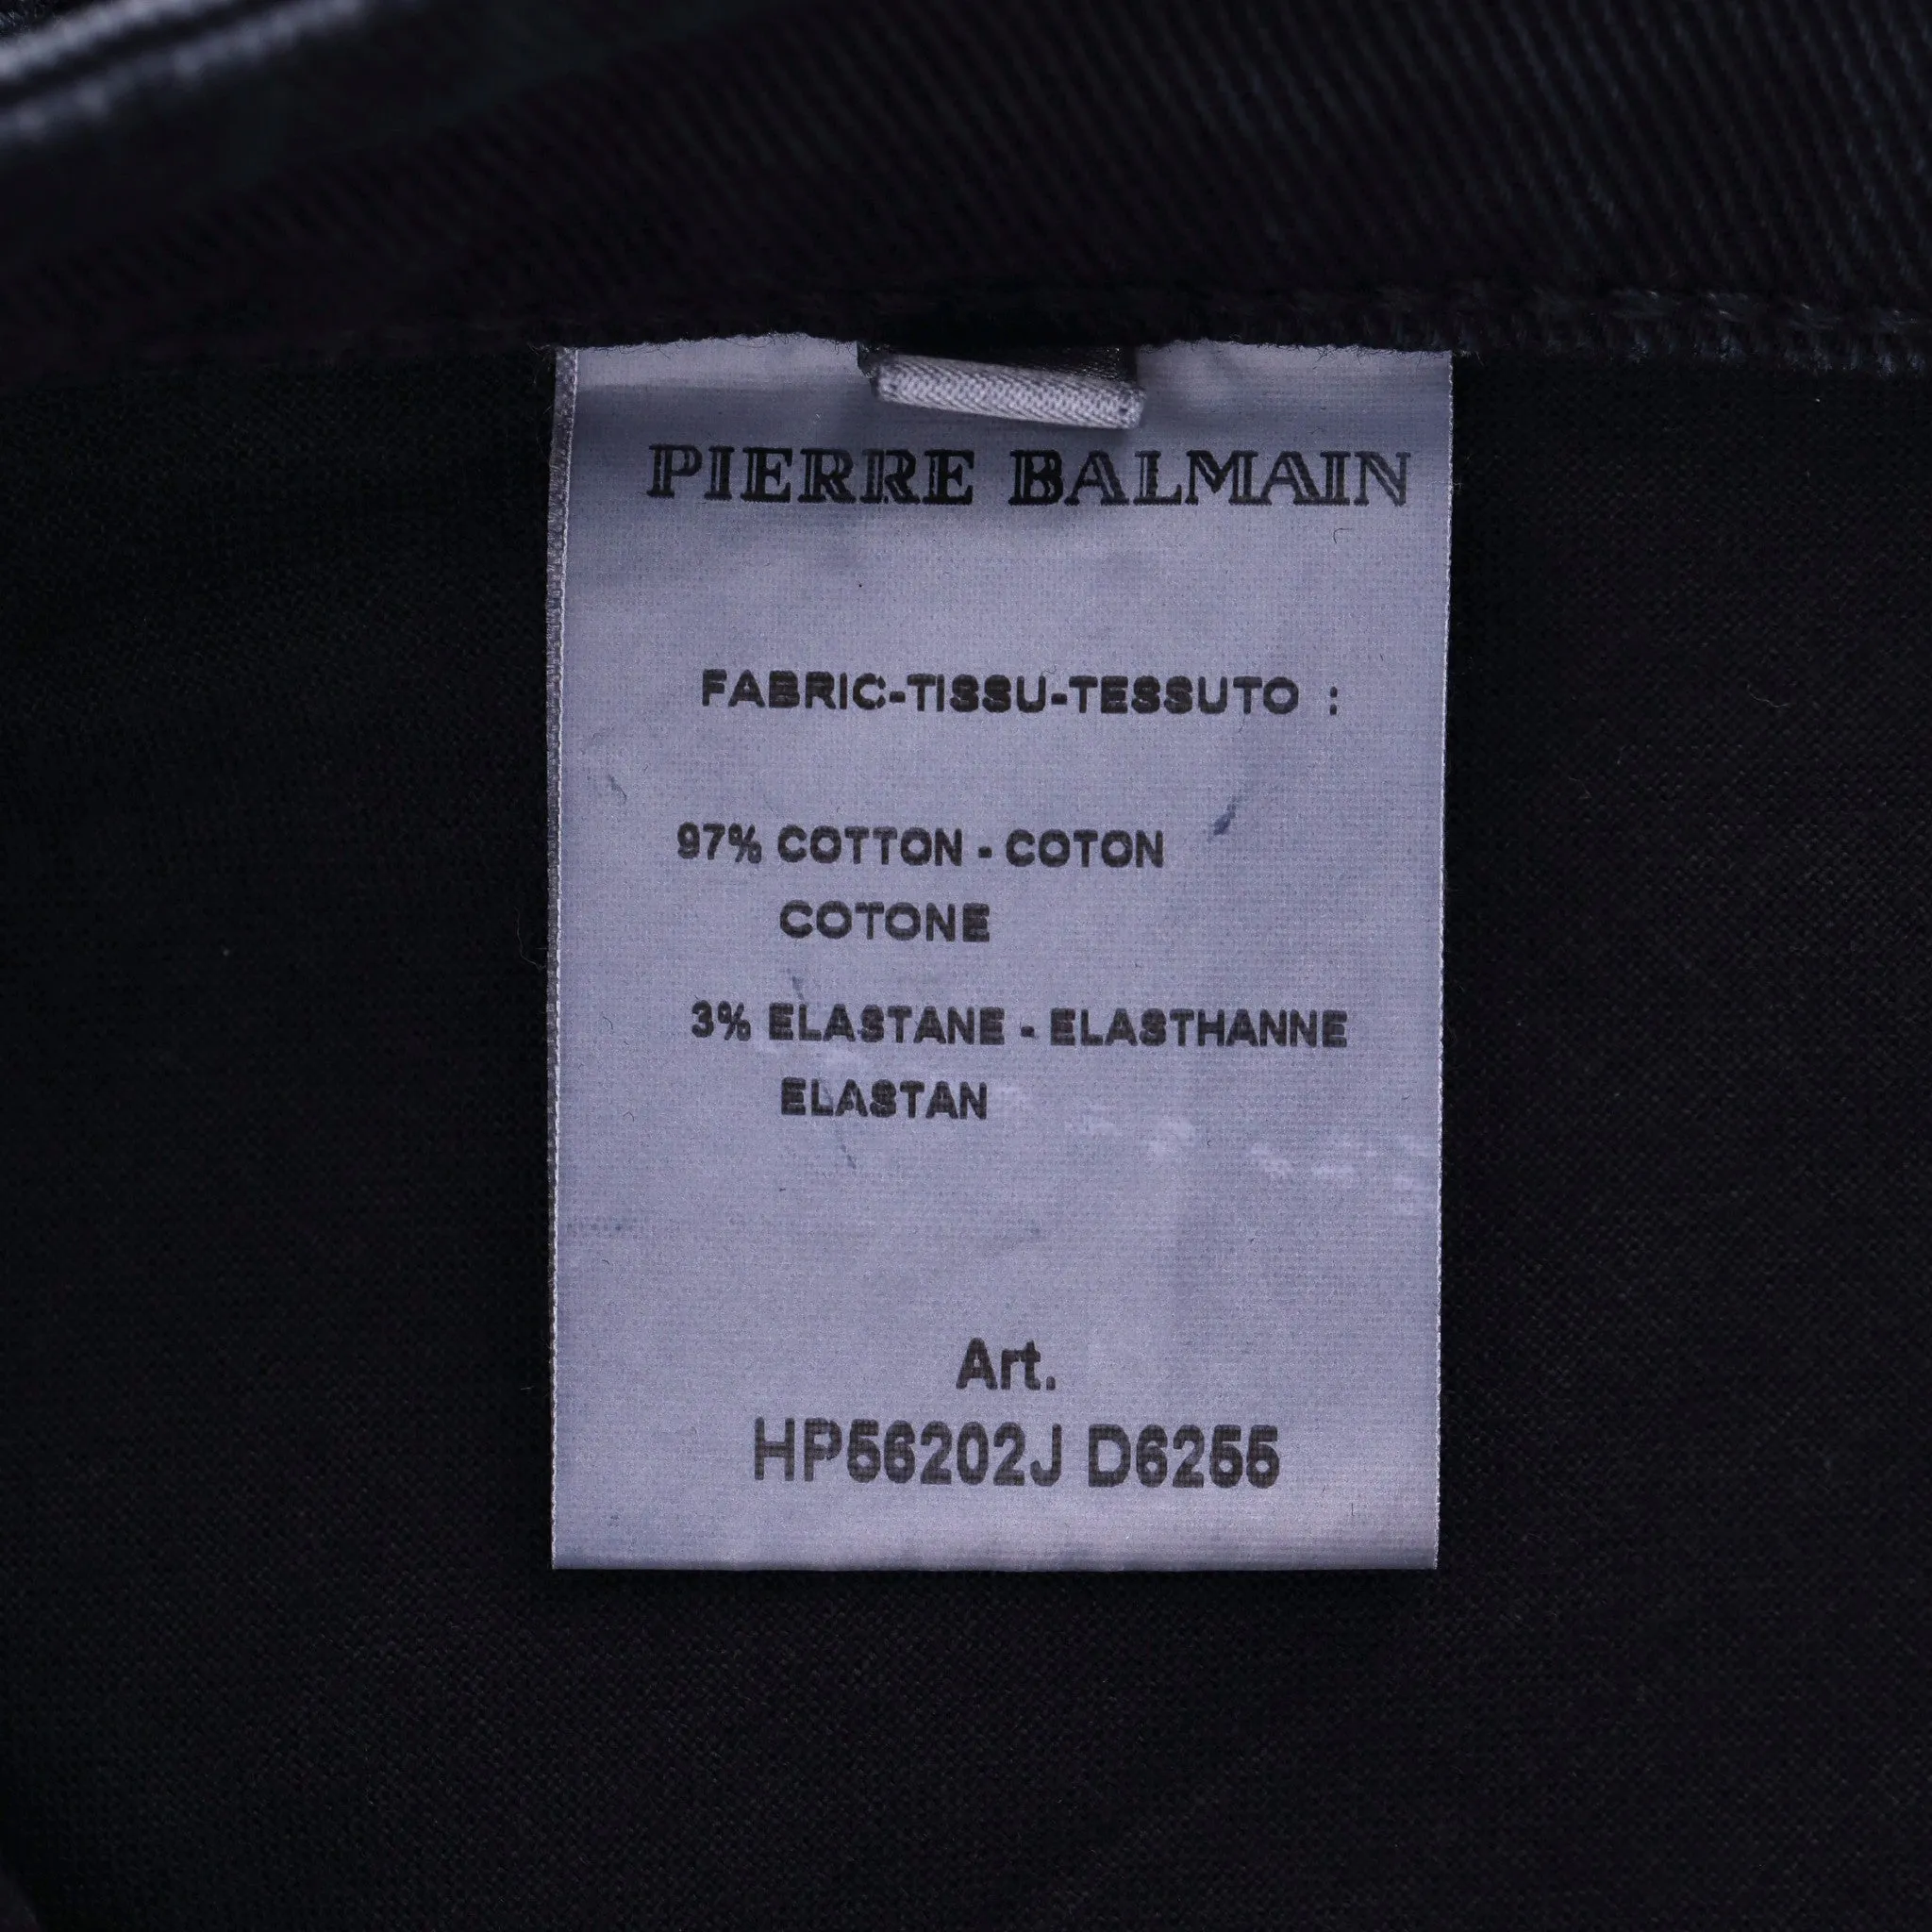 PIERRE BALMAIN
FABRIC-TISSU-TESSUTO :
97% COTTON - COTON
COTONE
3% ELASTANE - ELASTHANNE
ELASTAN
Art.
HP56202J D6255